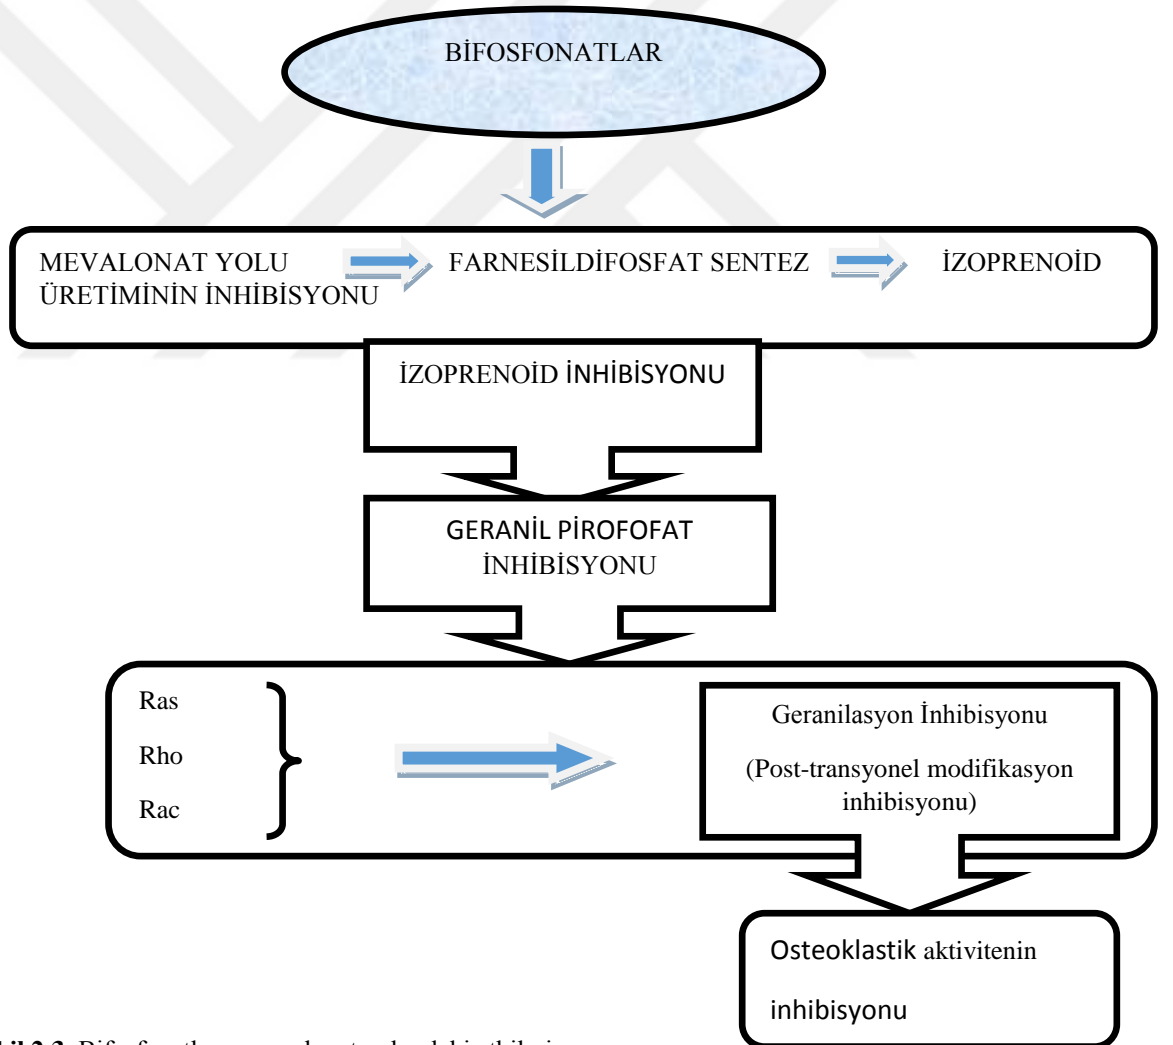 BİFOSFONATLAR
MEVALONAT YOLU
ÜRETİMİNİN İNHİBİSYONU
FARNESİLDİFOSFAT SENTEZ
İZOPRENOİD
İZOPRENOİD İNHİBİSYONU
GERANİL PİROFOFAT
İNHİBİSYONU
Ras
Rho
Rac
Geranilasyon İnhibisyonu
(Post-transyonel modifikasyon
inhibisyonu)
Osteoklastik aktivitenin
inhibisyonu